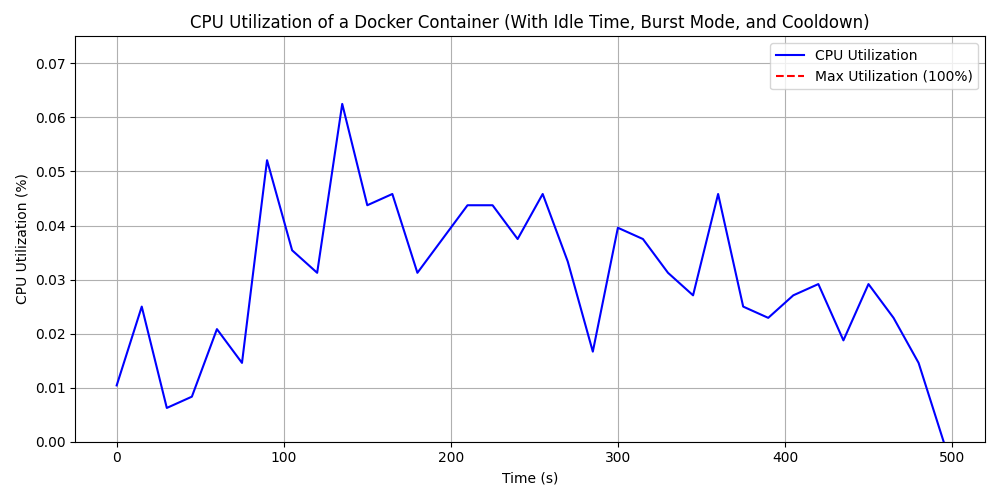 CPU Utilization of a Docker Container (With Idle Time, Burst Mode, and Cooldown)
CPU Utilization
Max Utilization (100%)
CPU Utilization (%)
0.07
0.06
0.05
0.04
0.03
0.02
0.01
0.00
0 100 200 300 400 500
Time (s)